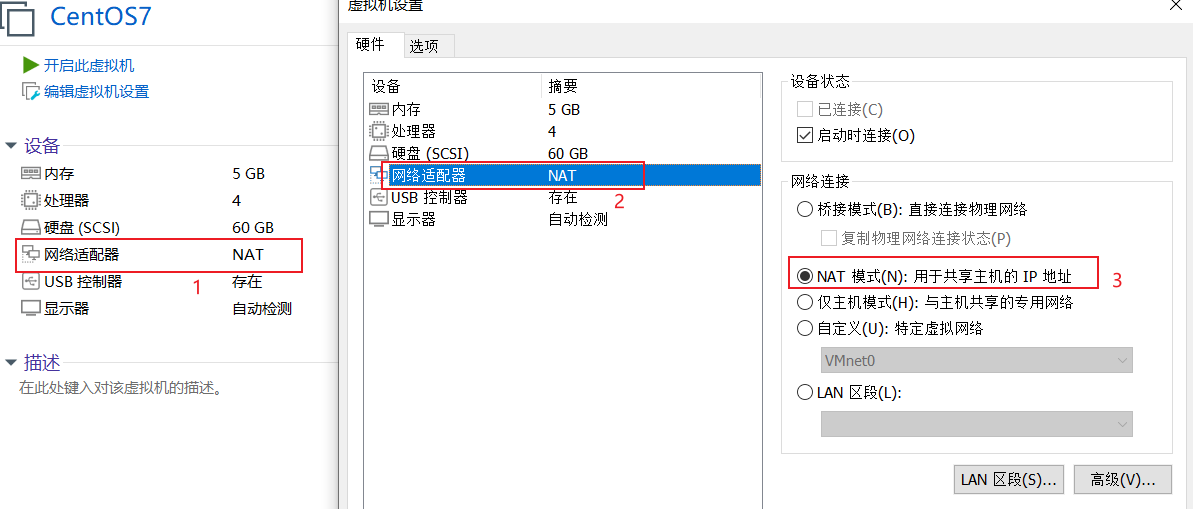 CentOS7
开启此虚拟机
编辑虚拟机设置
设备
内存 5 GB
处理器 4
硬盘 (SCSI) 60 GB
网络适配器 NAT
1
USB 控制器 存在
显示器 自动检测
描述
在此处键入对该虚拟机的描述。
虚拟机设置
硬件 选项
设备 摘要
内存 5 GB
处理器 4
硬盘 (SCSI) 60 GB
网络适配器 NAT
2
USB 控制器 存在
显示器 自动检测
设备状态
已连接(C)
启动时连接(O)
网络连接
桥接模式(B): 直接连接物理网络
复制物理网络连接状态(P)
NAT 模式(N): 用于共享主机的 IP 地址
3
仅主机模式(H): 与主机共享的专用网络
自定义(U): 特定虚拟网络
VMnet0
LAN 区段(L):
LAN 区段(S)... 高级(V)...